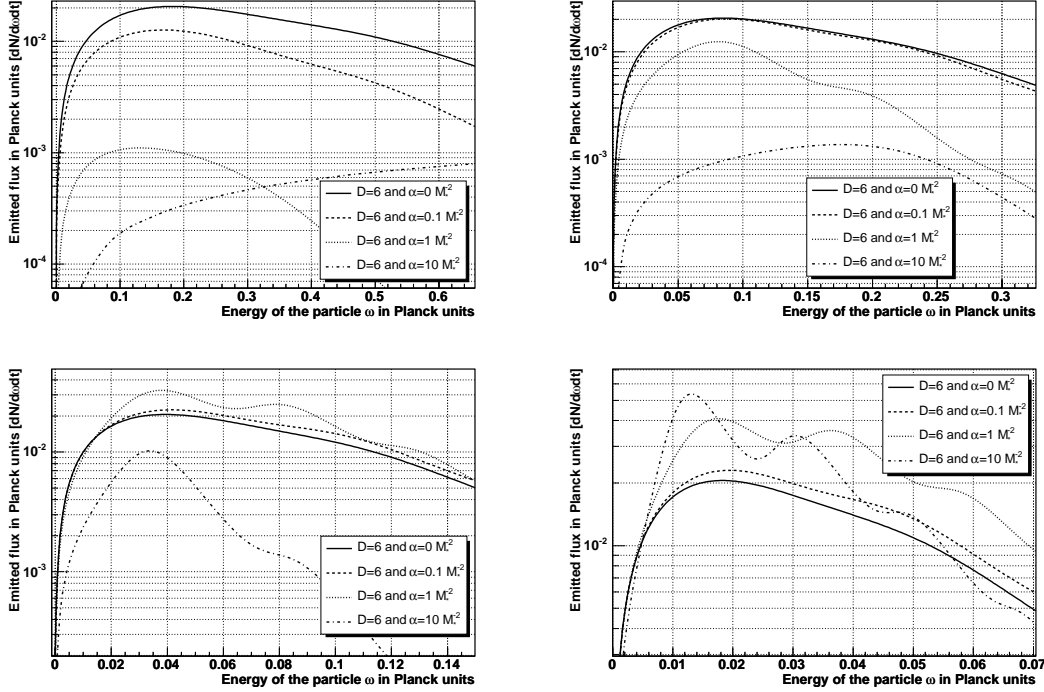 Emitted flux in Planck units [dN/dωdt]
10⁻²
10⁻³
10⁻⁴
D=6 and α=0 M*⁻²
D=6 and α=0.1 M*⁻²
D=6 and α=1 M*⁻²
D=6 and α=10 M*⁻²
0 0.1 0.2 0.3 0.4 0.5 0.6
Energy of the particle ω in Planck units
Emitted flux in Planck units [dN/dωdt]
10⁻²
10⁻³
10⁻⁴
D=6 and α=0 M*⁻²
D=6 and α=0.1 M*⁻²
D=6 and α=1 M*⁻²
D=6 and α=10 M*⁻²
0 0.05 0.1 0.15 0.2 0.25 0.3
Energy of the particle ω in Planck units
Emitted flux in Planck units [dN/dωdt]
10⁻²
10⁻³
D=6 and α=0 M*⁻²
D=6 and α=0.1 M*⁻²
D=6 and α=1 M*⁻²
D=6 and α=10 M*⁻²
0 0.02 0.04 0.06 0.08 0.1 0.12 0.14
Energy of the particle ω in Planck units
Emitted flux in Planck units [dN/dωdt]
10⁻²
D=6 and α=0 M*⁻²
D=6 and α=0.1 M*⁻²
D=6 and α=1 M*⁻²
D=6 and α=10 M*⁻²
0 0.01 0.02 0.03 0.04 0.05 0.06 0.07
Energy of the particle ω in Planck units